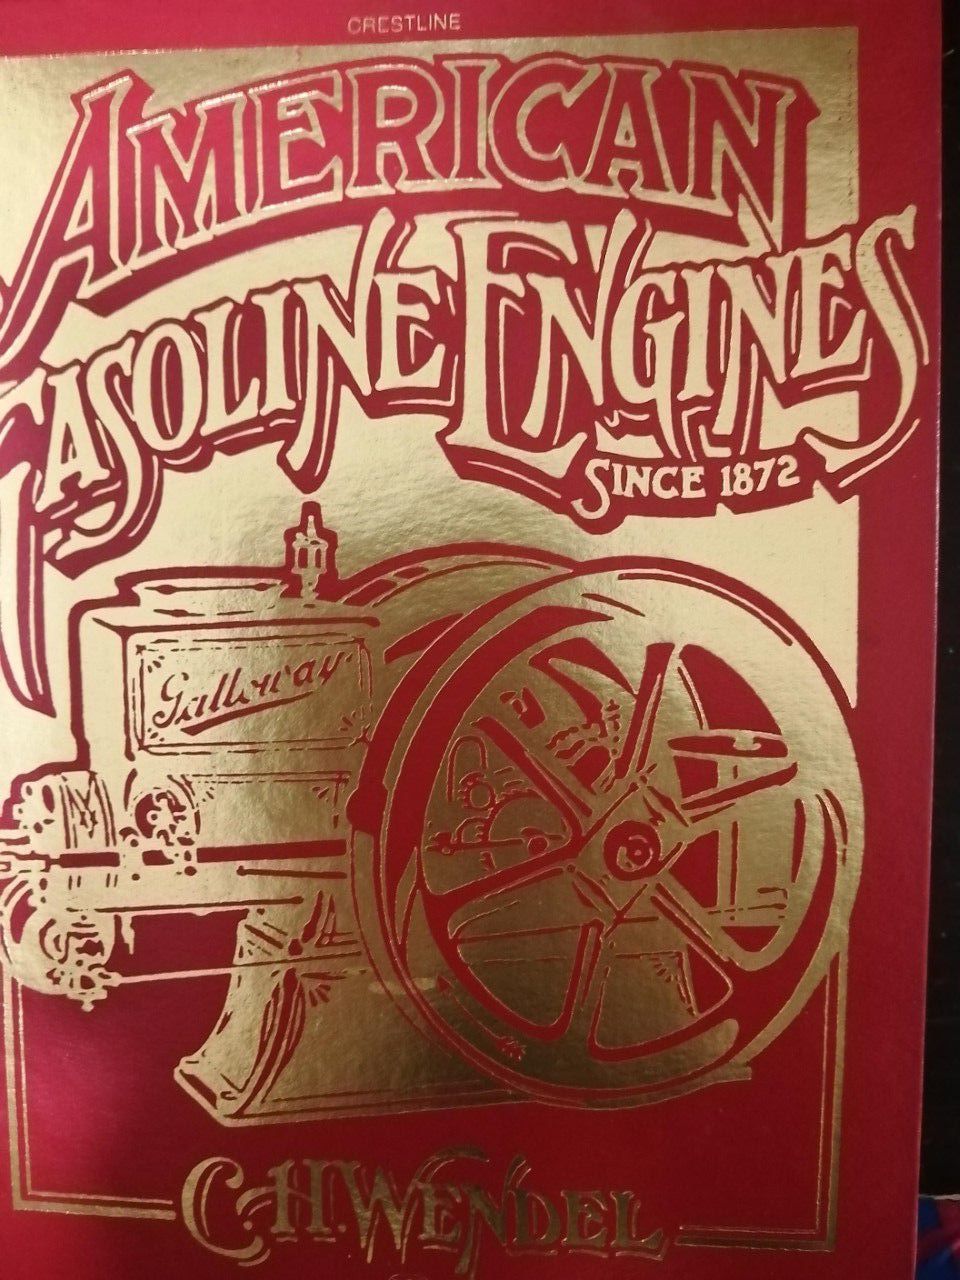 CRESTLINE
AMERICAN
GASOLINE ENGINES
SINCE 1872
Galloway
C.H. WENDEL